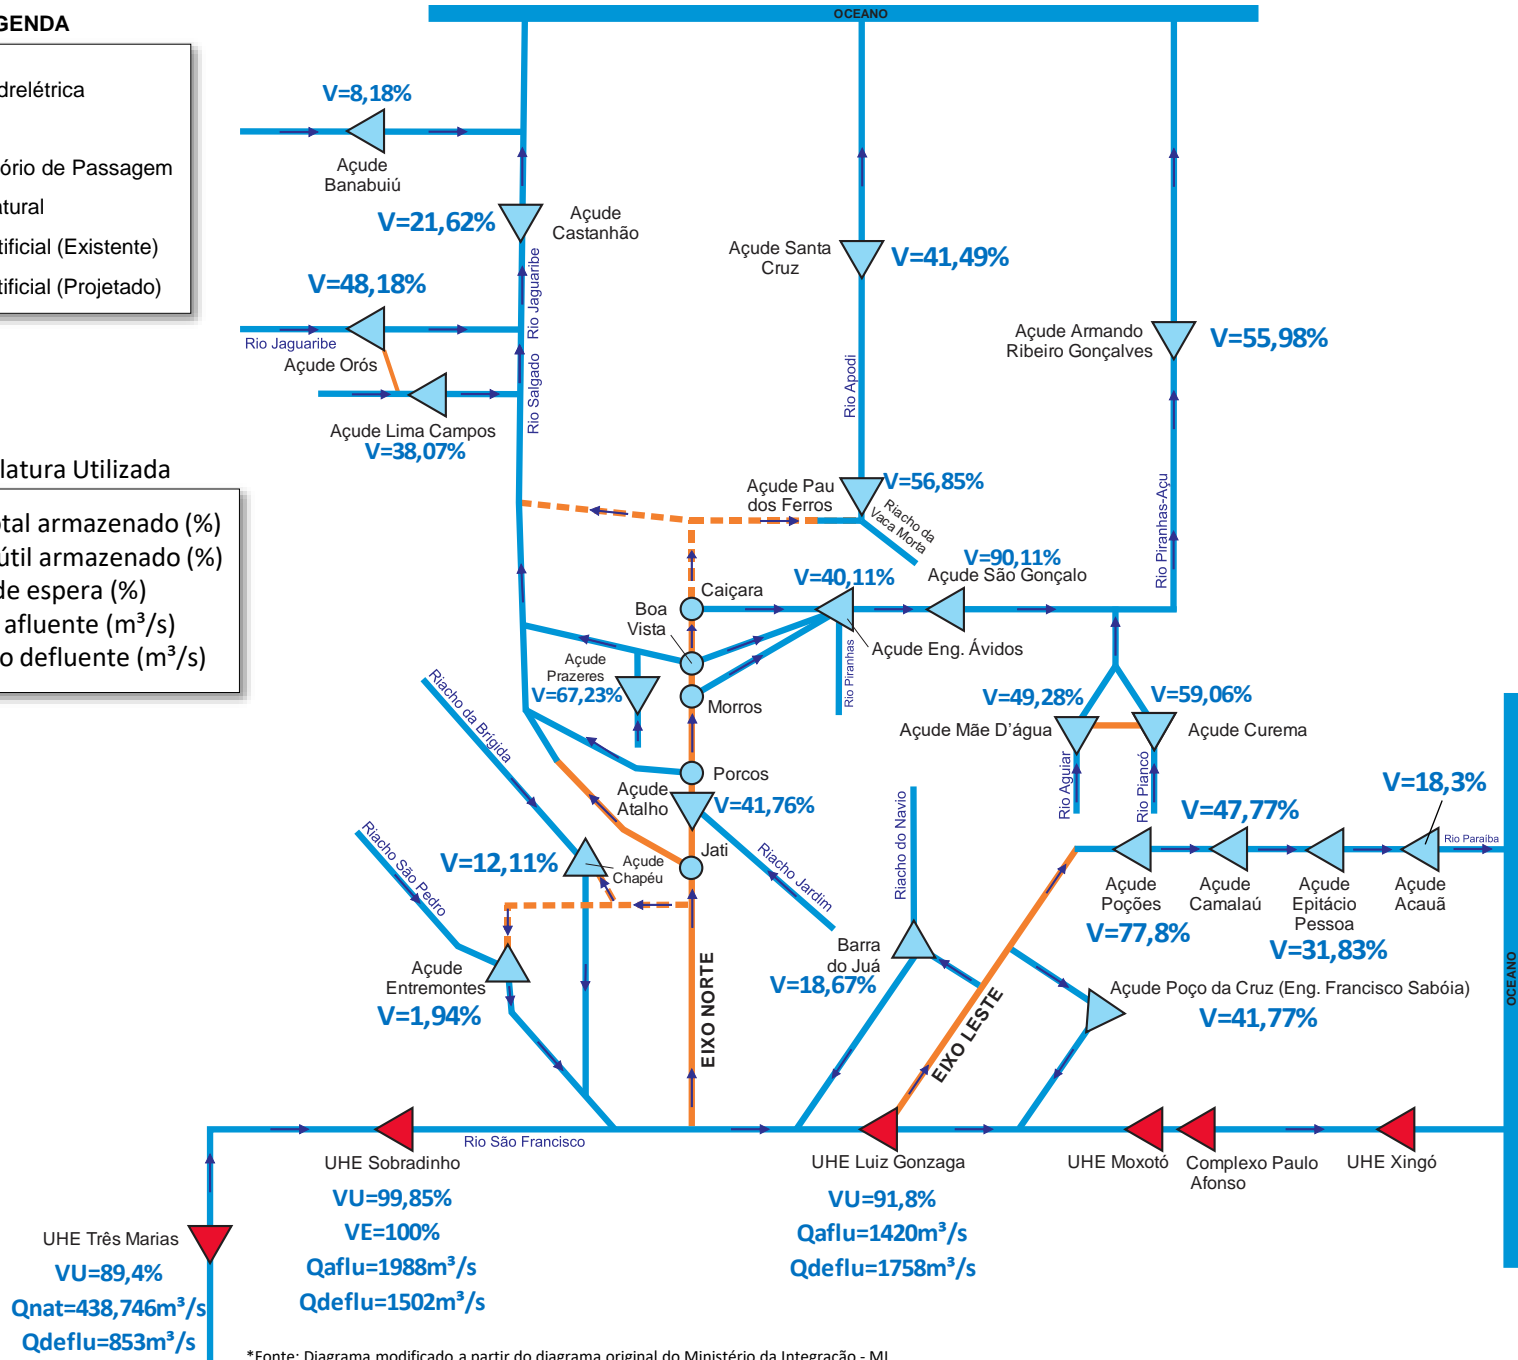 GENDA
drelétrica
ório de Passagem
atural
tificial (Existente)
tificial (Projetado)
latura Utilizada
otal armazenado (%)
útil armazenado (%)
de espera (%)
afluente (m³/s)
o defluente (m³/s)
OCEANO
V=8,18%
Açude
Banabuiú
V=21,62%
Açude
Castanhão
Rio Jaguaribe
V=48,18%
Rio Jaguaribe
Açude Orós
Rio Salgado
Açude Lima Campos
V=38,07%
Açude Santa
Cruz
V=41,49%
Rio Apodi
Açude Armando
Ribeiro Gonçalves
V=55,98%
Rio Piranhas-Açu
Açude Pau
dos Ferros
V=56,85%
Riacho da
Vaca Morta
V=90,11%
Açude São Gonçalo
V=40,11%
Açude Eng. Ávidos
Rio Piranhas
Caiçara
Boa
Vista
Morros
Açude
Prazeres
V=67,23%
Porcos
Açude
Atalho
V=41,76%
Jati
Riacho Jardim
Riacho da Brígida
V=12,11%
Açude
Chapéu
Riacho São Pedro
Açude
Entremontes
V=1,94%
EIXO NORTE
V=49,28%
V=59,06%
Açude Mãe D'água
Açude Curema
Rio Aguiar
Rio Piancó
V=47,77%
V=18,3%
Rio Paraíba
Açude
Poções
V=77,8%
Açude
Camalaú
Açude
Epitácio
Pessoa
V=31,83%
Açude
Acauã
Riacho do Navio
Barra
do Juá
V=18,67%
EIXO LESTE
Açude Poço da Cruz (Eng. Francisco Sabóia)
V=41,77%
OCEANO
Rio São Francisco
UHE Sobradinho
VU=99,85%
VE=100%
Qaflu=1988m³/s
Qdeflu=1502m³/s
UHE Luiz Gonzaga
VU=91,8%
Qaflu=1420m³/s
Qdeflu=1758m³/s
UHE Moxotó
Complexo Paulo
Afonso
UHE Xingó
UHE Três Marias
VU=89,4%
Qnat=438,746m³/s
Qdeflu=853m³/s
*Fonte: Diagrama modificado a partir do diagrama original do Ministério da Integração - MI